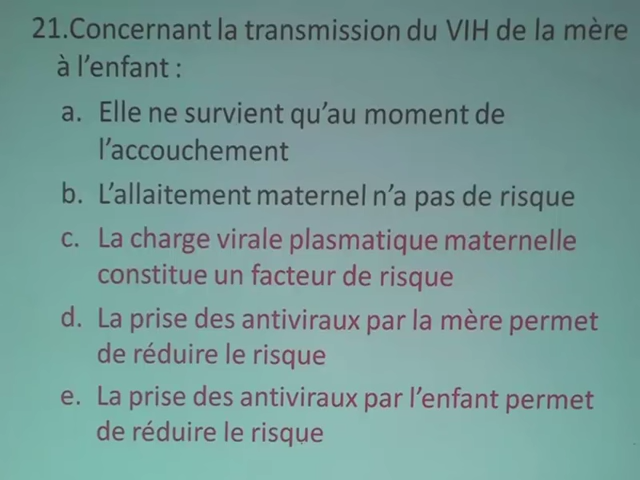 21.Concernant la transmission du VIH de la mère
à l'enfant :
a. Elle ne survient qu'au moment de
l'accouchement
b. L'allaitement maternel n'a pas de risque
c. La charge virale plasmatique maternelle
constitue un facteur de risque
d. La prise des antiviraux par la mère permet
de réduire le risque
e. La prise des antiviraux par l'enfant permet
de réduire le risque